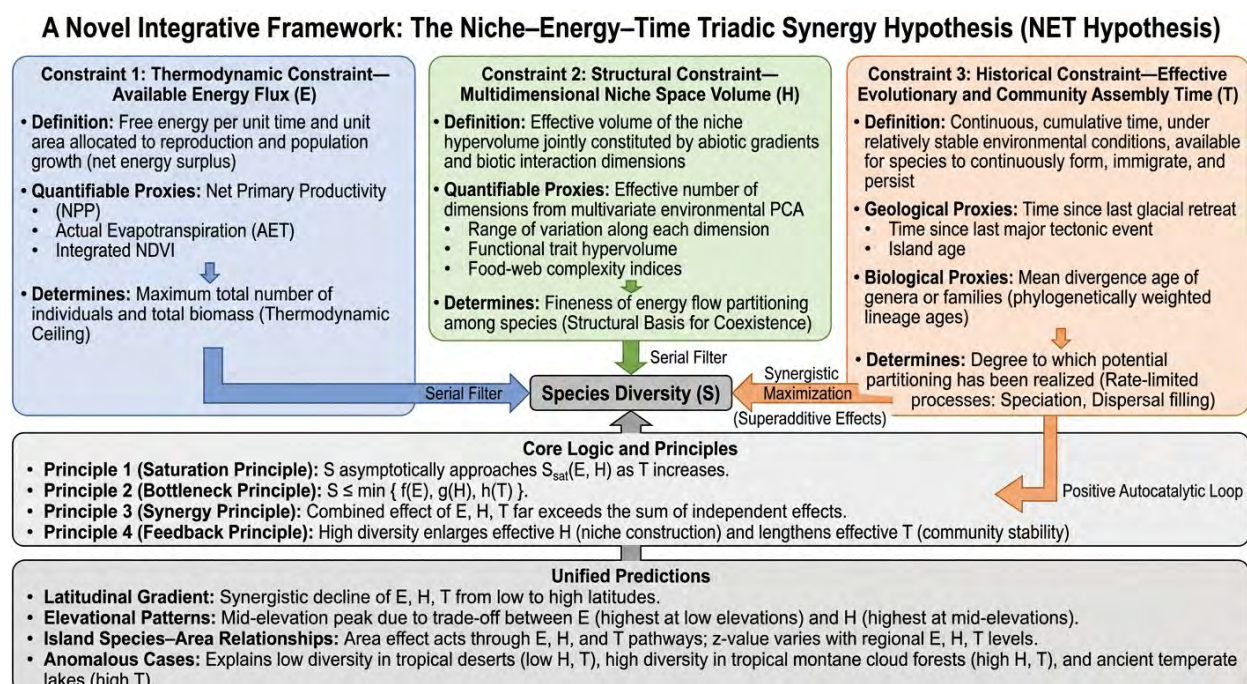 A Novel Integrative Framework: The Niche–Energy–Time Triadic Synergy Hypothesis (NET Hypothesis)
Constraint 1: Thermodynamic Constraint—
Available Energy Flux (E)
• Definition: Free energy per unit time and unit
area allocated to reproduction and population
growth (net energy surplus)
• Quantifiable Proxies: Net Primary Productivity
• (NPP)
• Actual Evapotranspiration (AET)
• Integrated NDVI
• Determines: Maximum total number of
individuals and total biomass (Thermodynamic
Ceiling)
Constraint 2: Structural Constraint—
Multidimensional Niche Space Volume (H)
• Definition: Effective volume of the niche
hypervolume jointly constituted by abiotic gradients
and biotic interaction dimensions
• Quantifiable Proxies: Effective number of
dimensions from multivariate environmental PCA
• Range of variation along each dimension
• Functional trait hypervolume
• Food-web complexity indices
• Determines: Fineness of energy flow partitioning
among species (Structural Basis for Coexistence)
Constraint 3: Historical Constraint—Effective
Evolutionary and Community Assembly Time (T)
• Definition: Continuous, cumulative time, under
relatively stable environmental conditions, available
for species to continuously form, immigrate, and
persist
• Geological Proxies: Time since last glacial retreat
• Time since last major tectonic event
• Island age
• Biological Proxies: Mean divergence age of
genera or families (phylogenetically weighted
lineage ages)
• Determines: Degree to which potential
partitioning has been realized (Rate-limited
processes: Speciation, Dispersal filling)
Serial Filter
Serial Filter
Species Diversity (S)
Synergistic
Maximization
(Superadditive Effects)
Positive Autocatalytic Loop
Core Logic and Principles
• Principle 1 (Saturation Principle): S asymptotically approaches Ssat(E, H) as T increases.
• Principle 2 (Bottleneck Principle): S ≤ min { f(E), g(H), h(T) }.
• Principle 3 (Synergy Principle): Combined effect of E, H, T far exceeds the sum of independent effects.
• Principle 4 (Feedback Principle): High diversity enlarges effective H (niche construction) and lengthens effective T (community stability)
Unified Predictions
• Latitudinal Gradient: Synergistic decline of E, H, T from low to high latitudes.
• Elevational Patterns: Mid-elevation peak due to trade-off between E (highest at low elevations) and H (highest at mid-elevations).
• Island Species–Area Relationships: Area effect acts through E, H, and T pathways; z-value varies with regional E, H, T levels.
• Anomalous Cases: Explains low diversity in tropical deserts (low H, T), high diversity in tropical montane cloud forests (high H, T), and ancient temperate
lakes (high T)